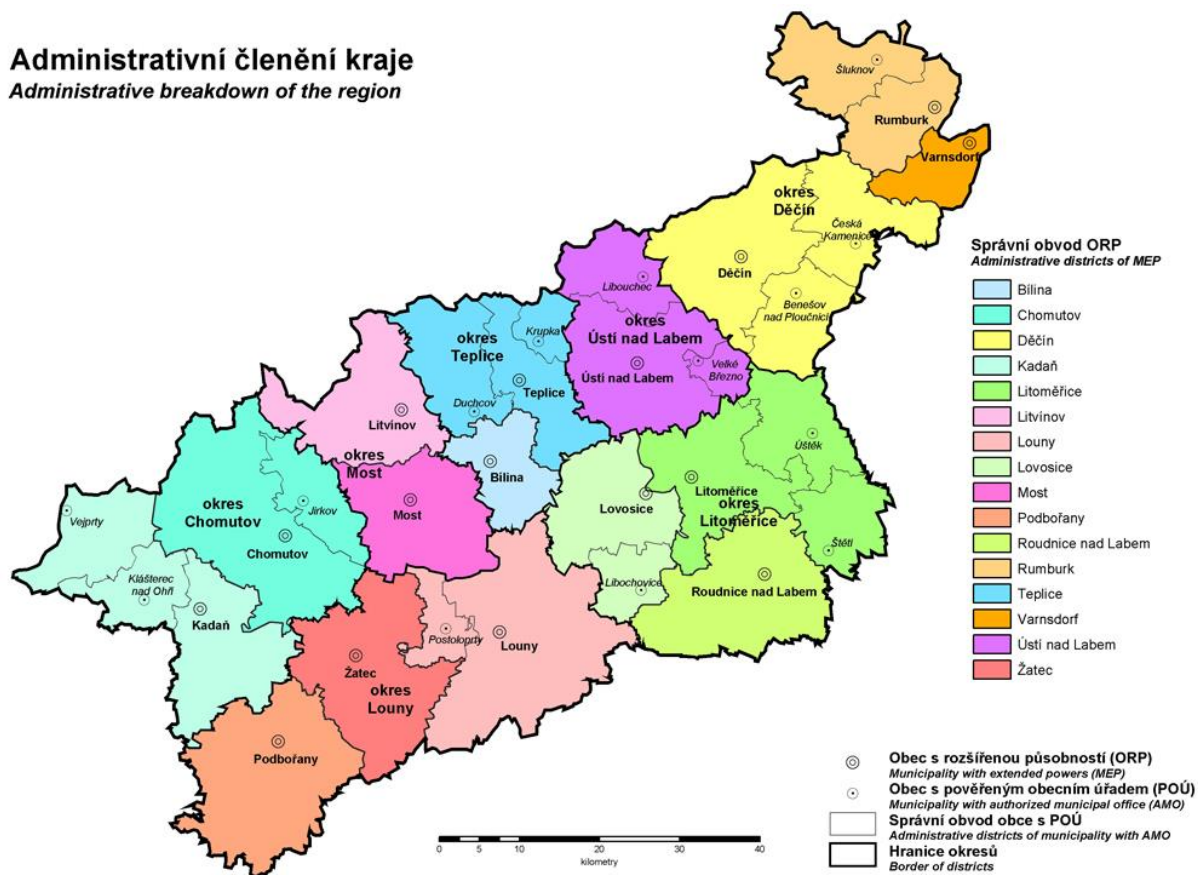 Administrativní členění kraje
Administrative breakdown of the region
Šluknov
Rumburk
Varnsdorf
okres
Děčín
Česká
Kamenice
Děčín
Benešov
nad Ploučnicí
Libouchec
okres
Ústí nad Labem
Ústí nad Labem
Velké
Březno
okres
Teplice
Krupka
Teplice
Duchcov
Litvínov
okres
Most
Bílina
Most
okres
Chomutov
Jirkov
Chomutov
Vejprty
Klášterec
nad Ohří
Kadaň
Úštěk
Litoměřice
okres
Litoměřice
Lovosice
Štětí
Libochovice
Roudnice nad Labem
Postoloprty
Louny
Žatec
okres
Louny
Podbořany
Správní obvod ORP
Administrative districts of MEP
Bílina
Chomutov
Děčín
Kadaň
Litoměřice
Litvínov
Louny
Lovosice
Most
Podbořany
Roudnice nad Labem
Rumburk
Teplice
Varnsdorf
Ústí nad Labem
Žatec
Obec s rozšířenou působností (ORP)
Municipality with extended powers (MEP)
Obec s pověřeným obecním úřadem (POÚ)
Municipality with authorized municipal office (AMO)
Správní obvod obce s POÚ
Administrative districts of municipality with AMO
Hranice okresů
Border of districts
0 5 10 20 30 40
kilometry